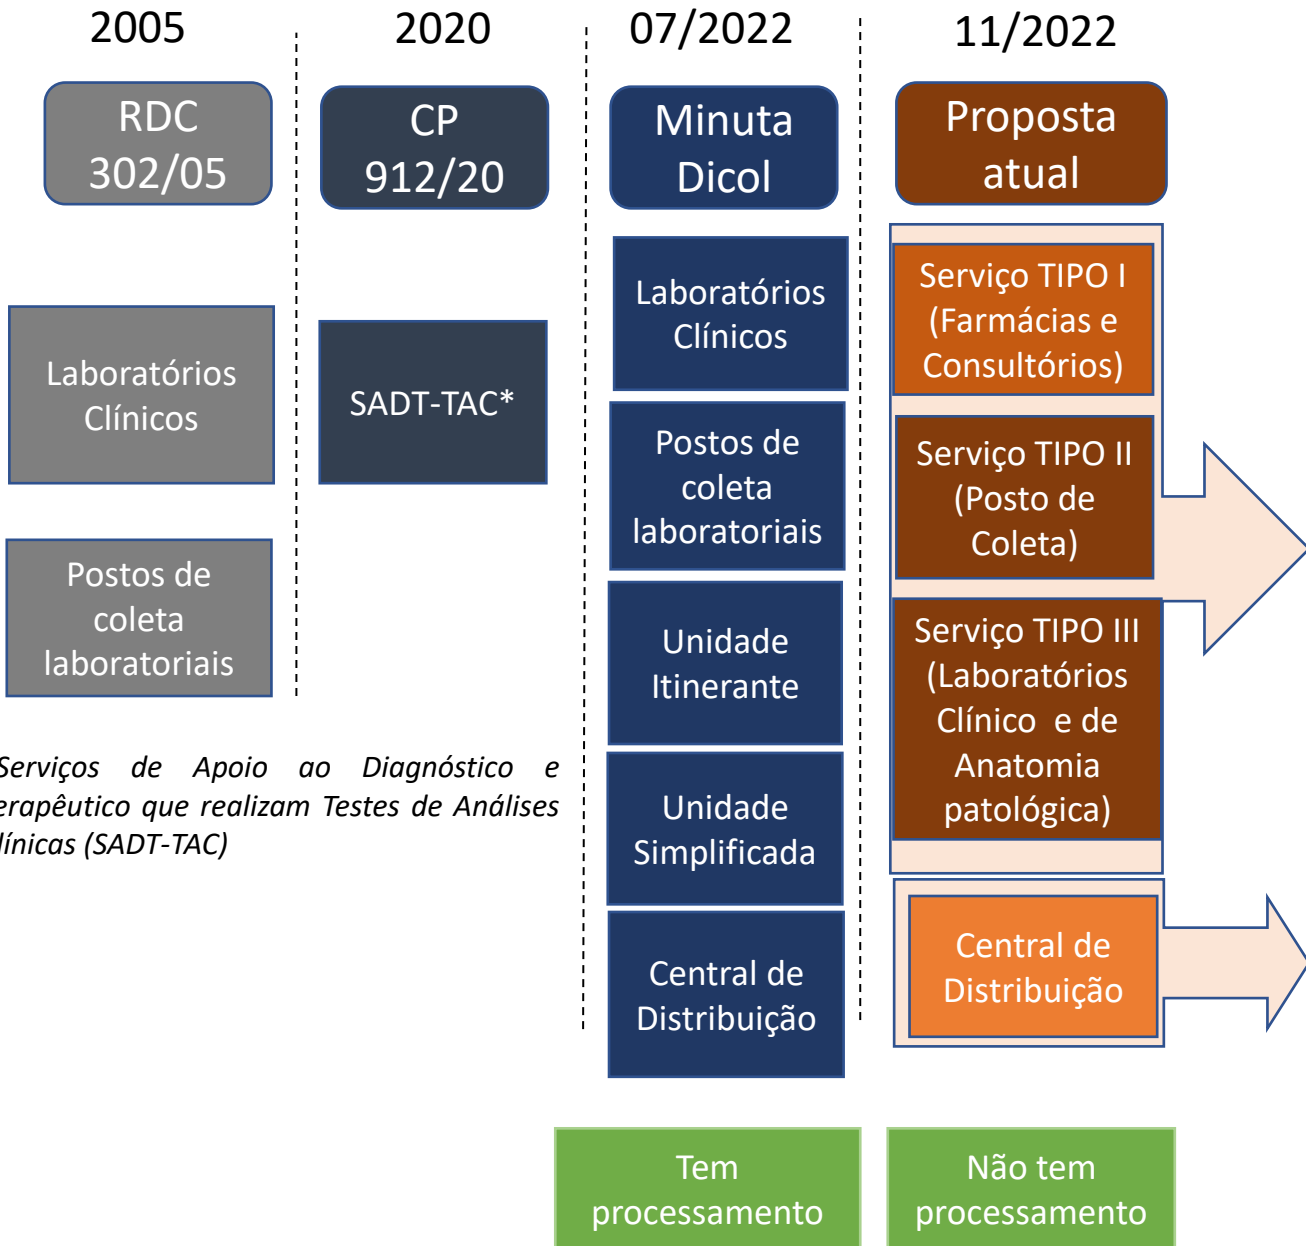 2005
2020
07/2022
11/2022
RDC
302/05
CP
912/20
Minuta
Dicol
Proposta
atual
Laboratórios
Clínicos
Postos de
coleta
laboratoriais
SADT-TAC*
Serviços de Apoio ao Diagnóstico e
erapêutico que realizam Testes de Análises
línicas (SADT-TAC)
Laboratórios
Clínicos
Postos de
coleta
laboratoriais
Unidade
Itinerante
Unidade
Simplificada
Central de
Distribuição
Serviço TIPO I
(Farmácias e
Consultórios)
Serviço TIPO II
(Posto de
Coleta)
Serviço TIPO III
(Laboratórios
Clínico e de
Anatomia
patológica)
Central de
Distribuição
Tem
processamento
Não tem
processamento